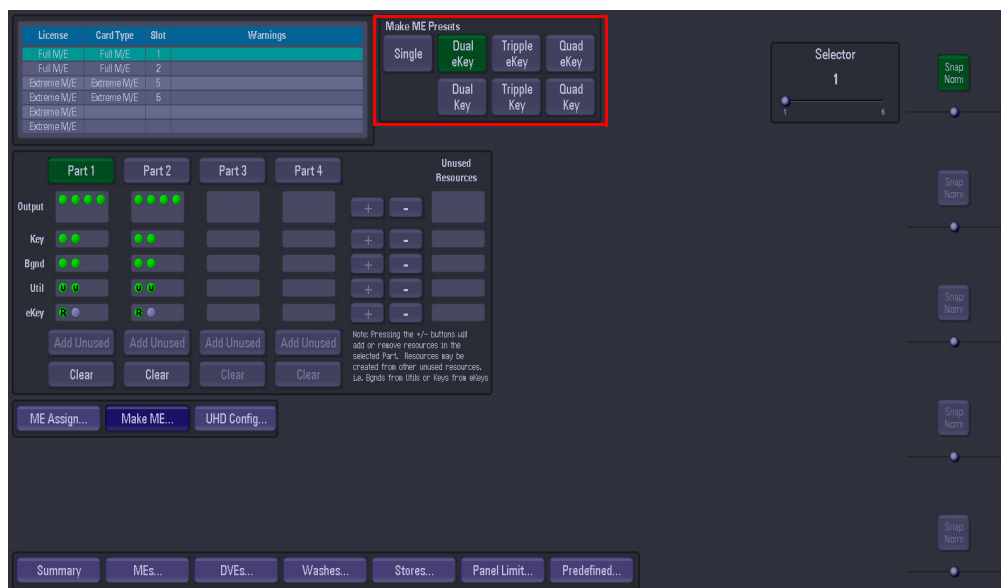 License Card Type Slot Warnings
Full M/E Full M/E 1
Full M/E Full M/E 2
Extreme M/E Extreme M/E 5
Extreme M/E Extreme M/E 6
Extreme M/E
Extreme M/E
Make ME Presets
Single Dual eKey Tripple eKey Quad eKey
Dual Key Tripple Key Quad Key
Selector
1
1 6
Snap Norm
Part 1 Part 2 Part 3 Part 4 Unused Resources
Output + -
Key + -
Bgnd + -
Util U U U U + -
eKey R R + -
Add Unused Add Unused Add Unused Add Unused
Clear Clear Clear Clear
Note: Pressing the +/- buttons will
add or remove resources in the
selected Part. Resources may be
created from other unused resources.
i.e. Bgnds from Utils or Keys from eKeys
Snap Norm
Snap Norm
ME Assign... Make ME... UHD Config...
Snap Norm
Snap Norm
Summary MEs... DVEs... Washes... Stores... Panel Limit... Predefined...